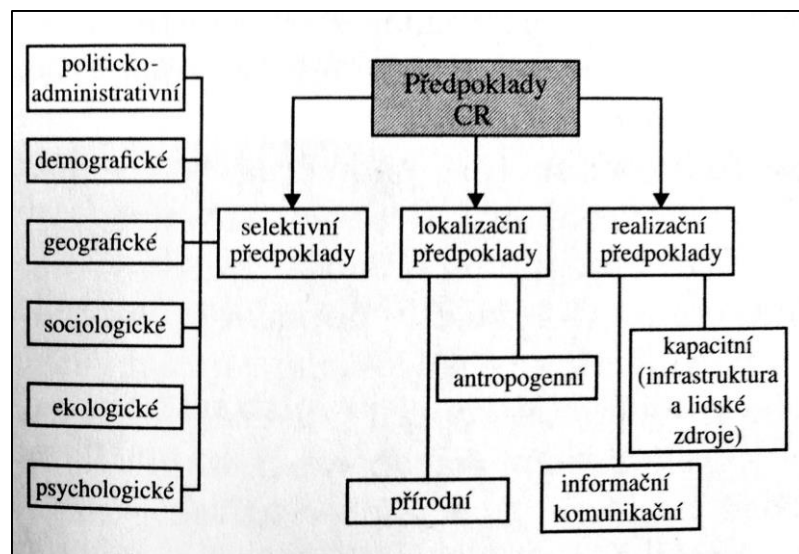 Předpoklady
CR
politicko-
administrativní
demografické
geografické
sociologické
ekologické
psychologické
selektivní
předpoklady
lokalizační
předpoklady
realizační
předpoklady
antropogenní
přírodní
kapacitní
(infrastruktura
a lidské
zdroje)
informační
komunikační